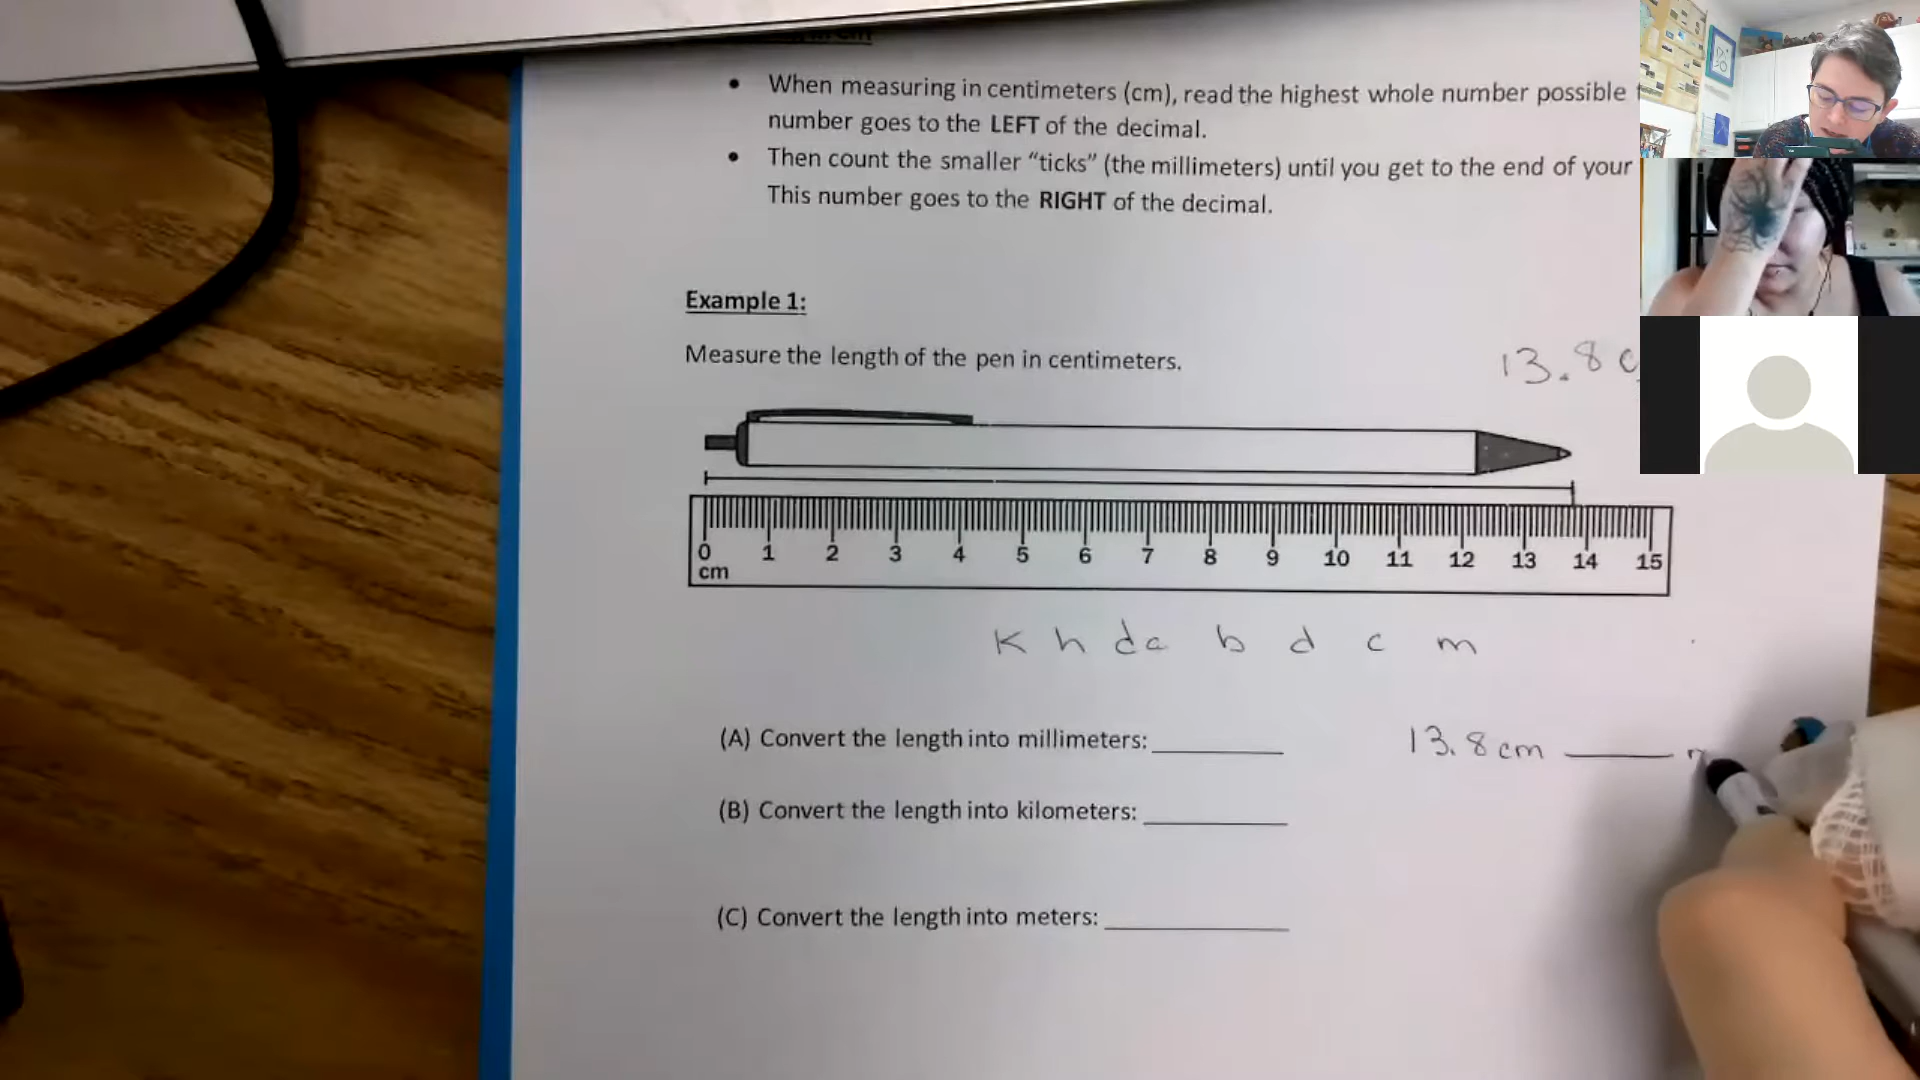 • When measuring in centimeters (cm), read the highest whole number possible
number goes to the LEFT of the decimal.
• Then count the smaller “ticks” (the millimeters) until you get to the end of your
This number goes to the RIGHT of the decimal.
Example 1:
Measure the length of the pen in centimeters.
13.8 c
0 1 2 3 4 5 6 7 8 9 10 11 12 13 14 15
cm
K h da b d c m
(A) Convert the length into millimeters: ________ 13.8 cm ________
(B) Convert the length into kilometers: ________
(C) Convert the length into meters: ________